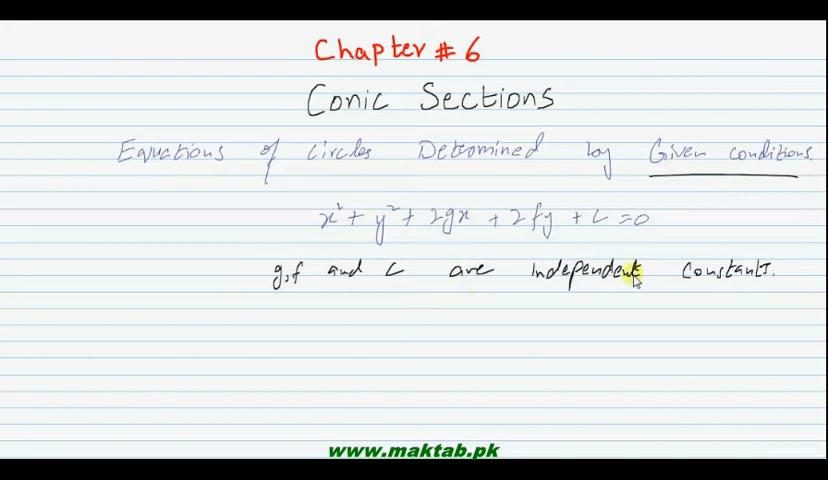 Chapter # 6
Conic Sections
Equations of Circles Determined by Given conditions.
x² + y² + 2gx + 2fy + c = 0
g,f and c are independent constants.
www.maktab.pk